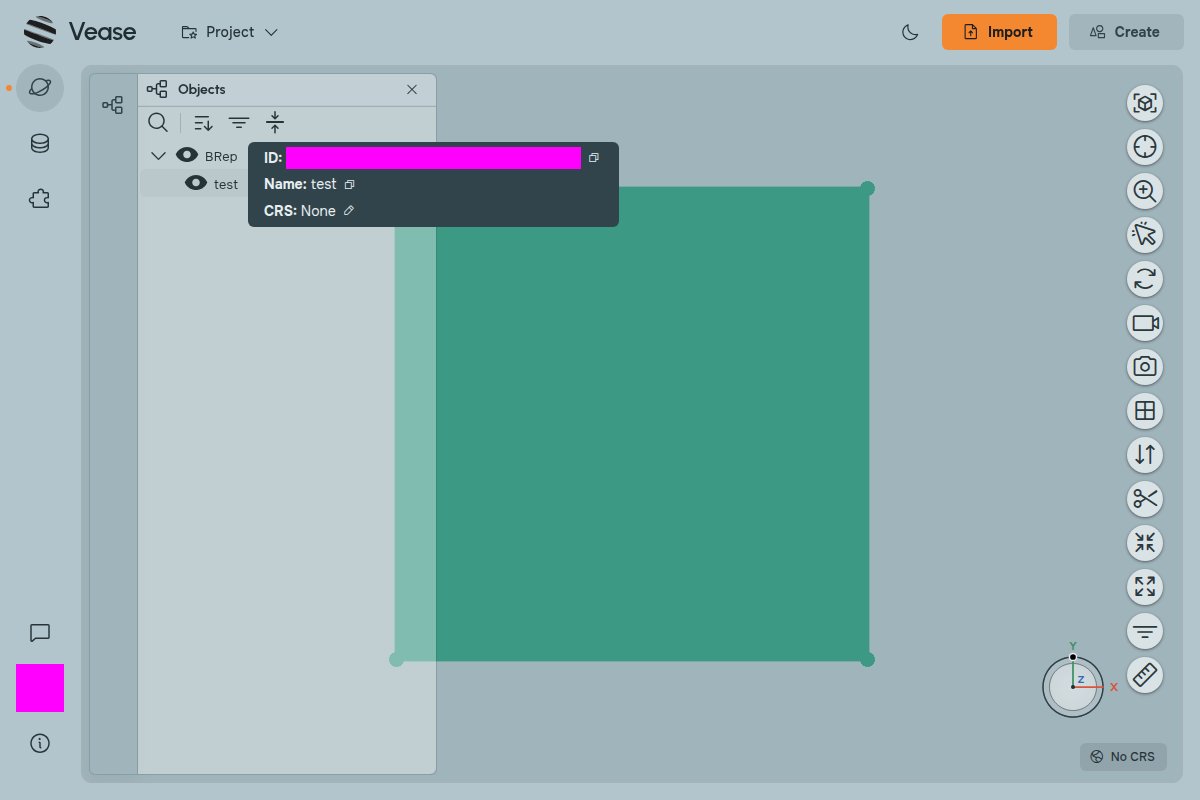 Vease
Project
Import
Create
Objects
BRep
test
ID:
Name: test
CRS: None
Y
Z
X
No CRS